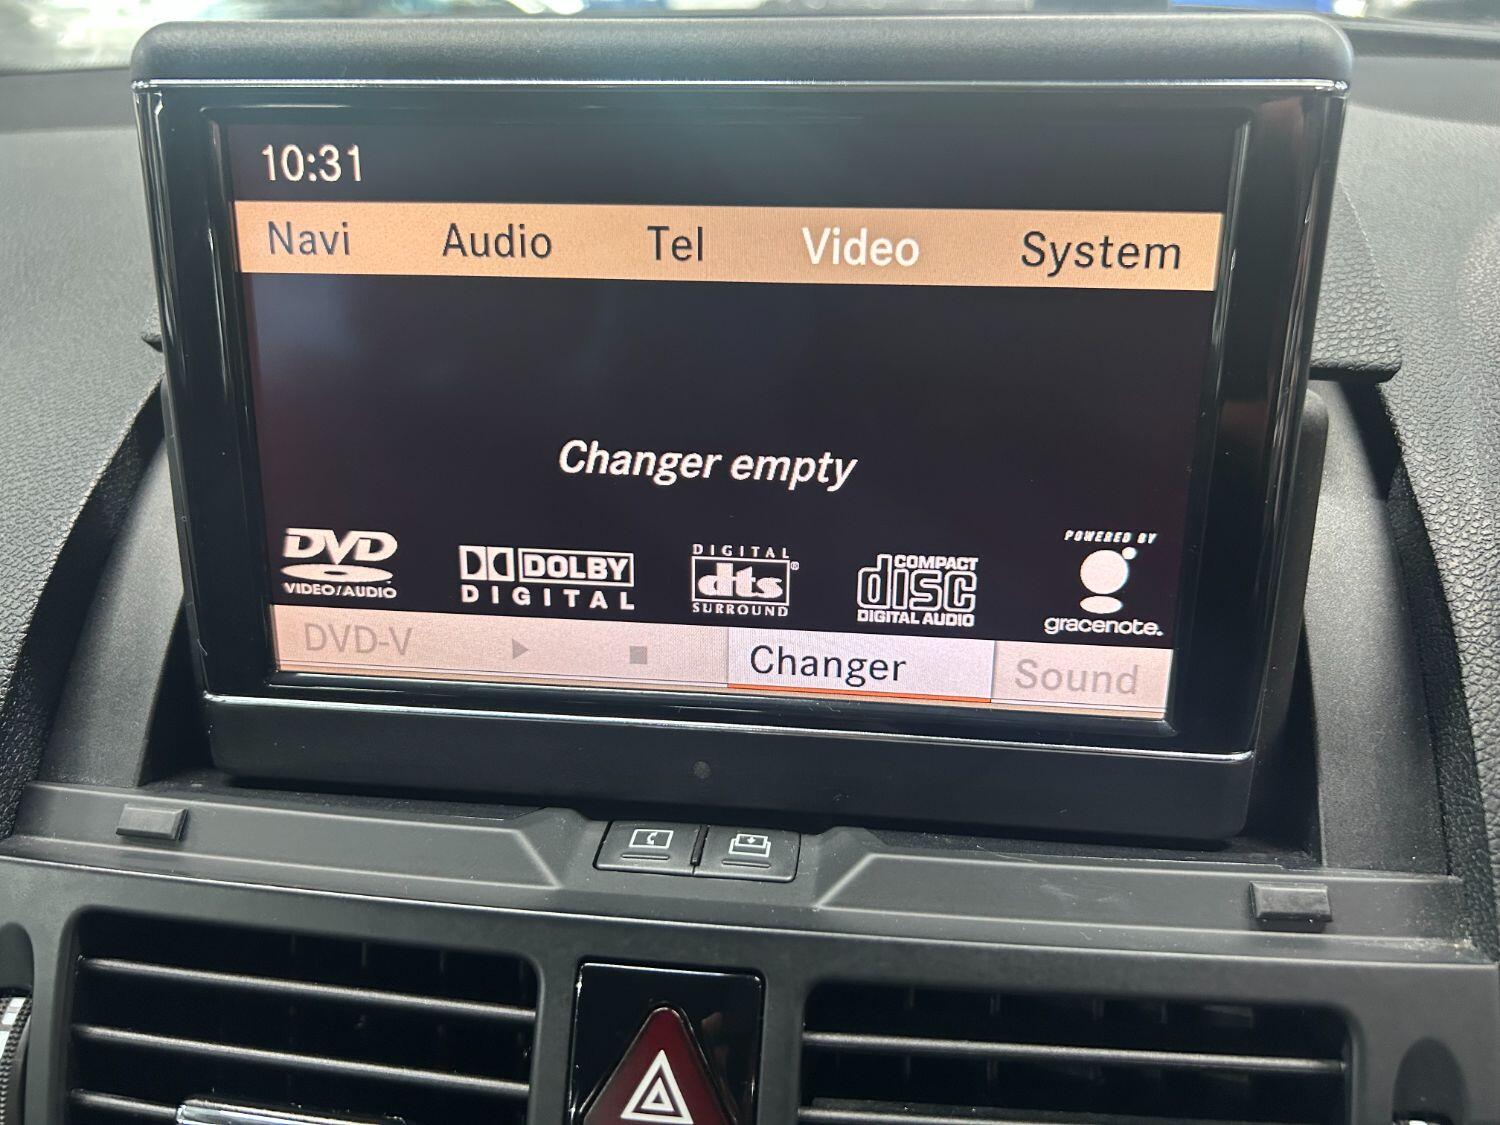 10:31
Navi Audio Tel Video System
Changer empty
DVD
VIDEO/AUDIO
DOLBY
DIGITAL
DIGITAL
dts®
SURROUND
COMPACT
disc
DIGITAL AUDIO
POWERED BY
gracenote.
DVD-V Changer Sound